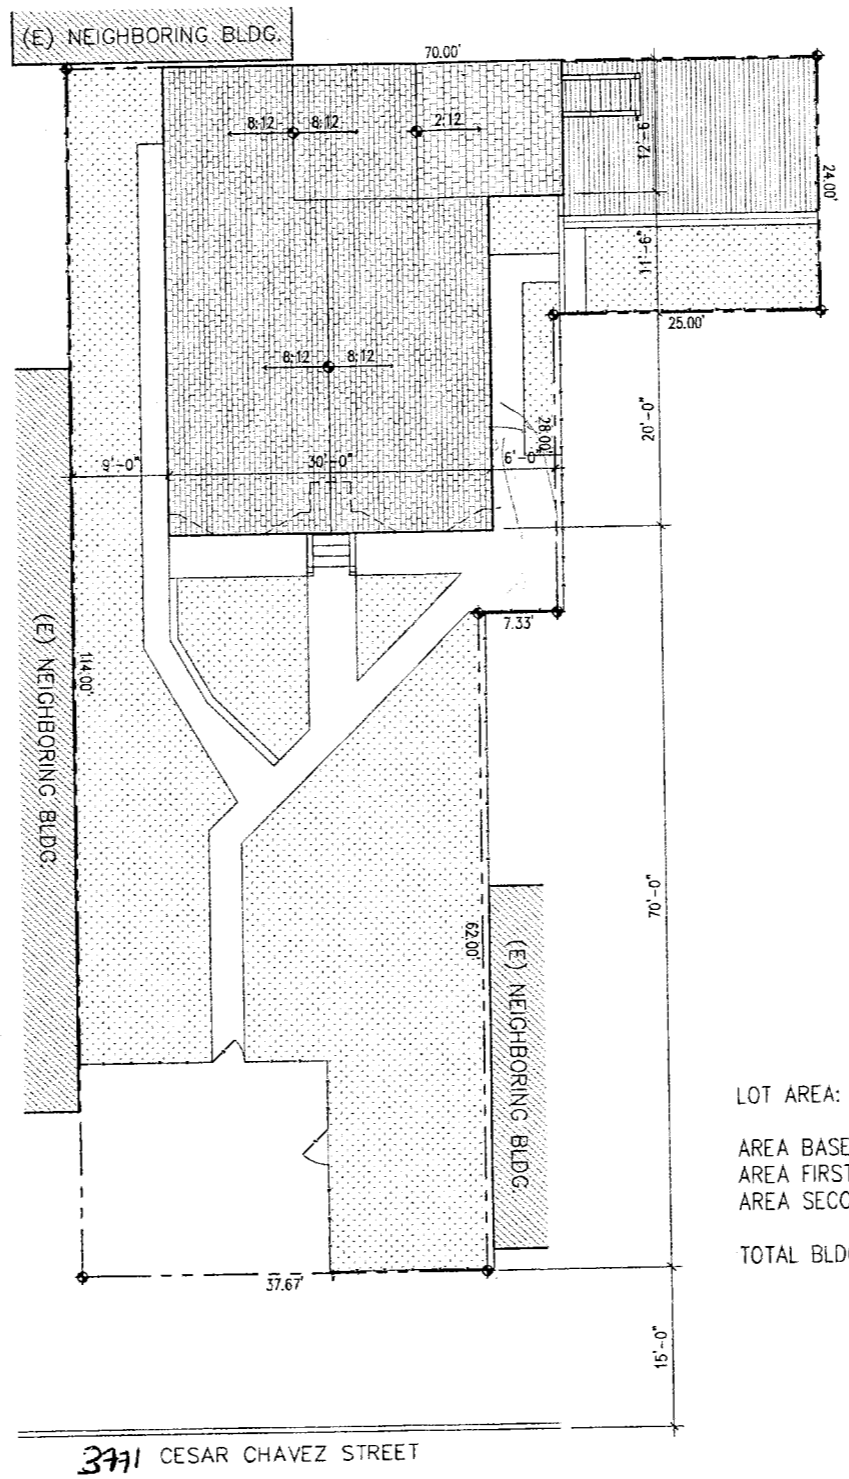 (E) NEIGHBORING BLDG.
70.00'
8:12 8:12
2:12
12'-6"
24.00'
11'-6"
25.00'
8:12 8:12
28.00'
20'-0"
9'-0"
30'-0"
6'-0"
7.33'
(E) NEIGHBORING BLDG.
114.00'
62.00'
70'-0"
(E) NEIGHBORING BLDG.
LOT AREA:
AREA BASE
AREA FIRST
AREA SECO
TOTAL BLD
37.67'
15'-0"
3771 CESAR CHAVEZ STREET